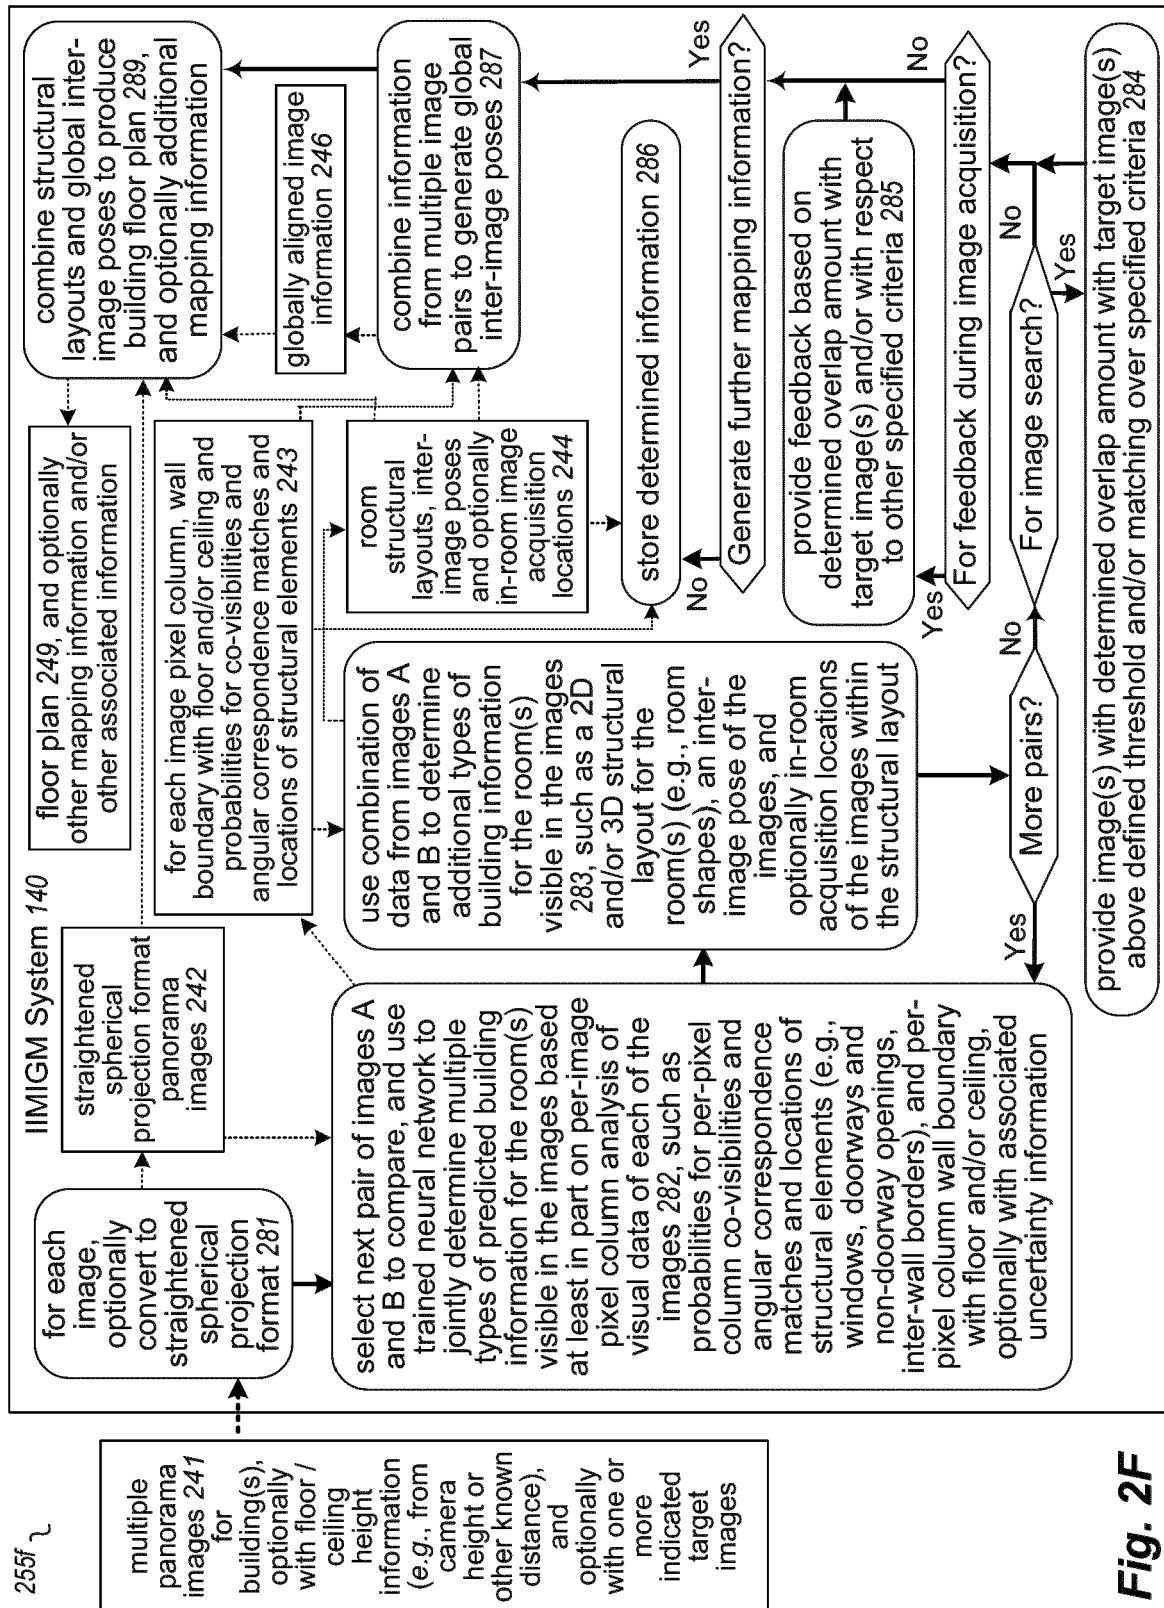 255f
multiple
panorama
images 241
for
building(s),
optionally
with floor /
ceiling
height
information
(e.g., from
camera
height or
other known
distance),
and
optionally
with one or
more
indicated
target
images
IIMIGM System 140
for each
image,
optionally
convert to
straightened
spherical
projection
format 281
straightened
spherical
projection format
panorama
images 242
select next pair of images A
and B to compare, and use
trained neural network to
jointly determine multiple
types of predicted building
information for the room(s)
visible in the images based
at least in part on per-image
pixel column analysis of
visual data of each of the
images 282, such as
probabilities for per-pixel
column co-visibilities and
angular correspondence
matches and locations of
structural elements (e.g.,
windows, doorways and
non-doorway openings,
inter-wall borders), and per-
pixel column wall boundary
with floor and/or ceiling,
optionally with associated
uncertainty information
floor plan 249, and optionally
other mapping information and/or
other associated information
for each image pixel column, wall
boundary with floor and/or ceiling and
probabilities for co-visibilities and
angular correspondence matches and
locations of structural elements 243
use combination of
data from images A
and B to determine
additional types of
building information
for the room(s)
visible in the images
283, such as a 2D
and/or 3D structural
layout for the
room(s) (e.g., room
shapes), an inter-
image pose of the
images, and
optionally in-room
acquisition locations
of the images within
the structural layout
More pairs?
Yes
No
combine structural
layouts and global inter-
image poses to produce
building floor plan 289,
and optionally additional
mapping information
globally aligned image
information 246
combine information
from multiple image
pairs to generate global
inter-image poses 287
room
structural
layouts, inter-
image poses
and optionally
in-room image
acquisition
locations 244
store determined information 286
No
Yes
Generate further mapping information?
provide feedback based on
determined overlap amount with
target image(s) and/or with respect
to other specified criteria 285
Yes
No
For feedback during image acquisition?
No
For image search?
Yes
provide image(s) with determined overlap amount with target image(s)
above defined threshold and/or matching over specified criteria 284
Fig. 2F